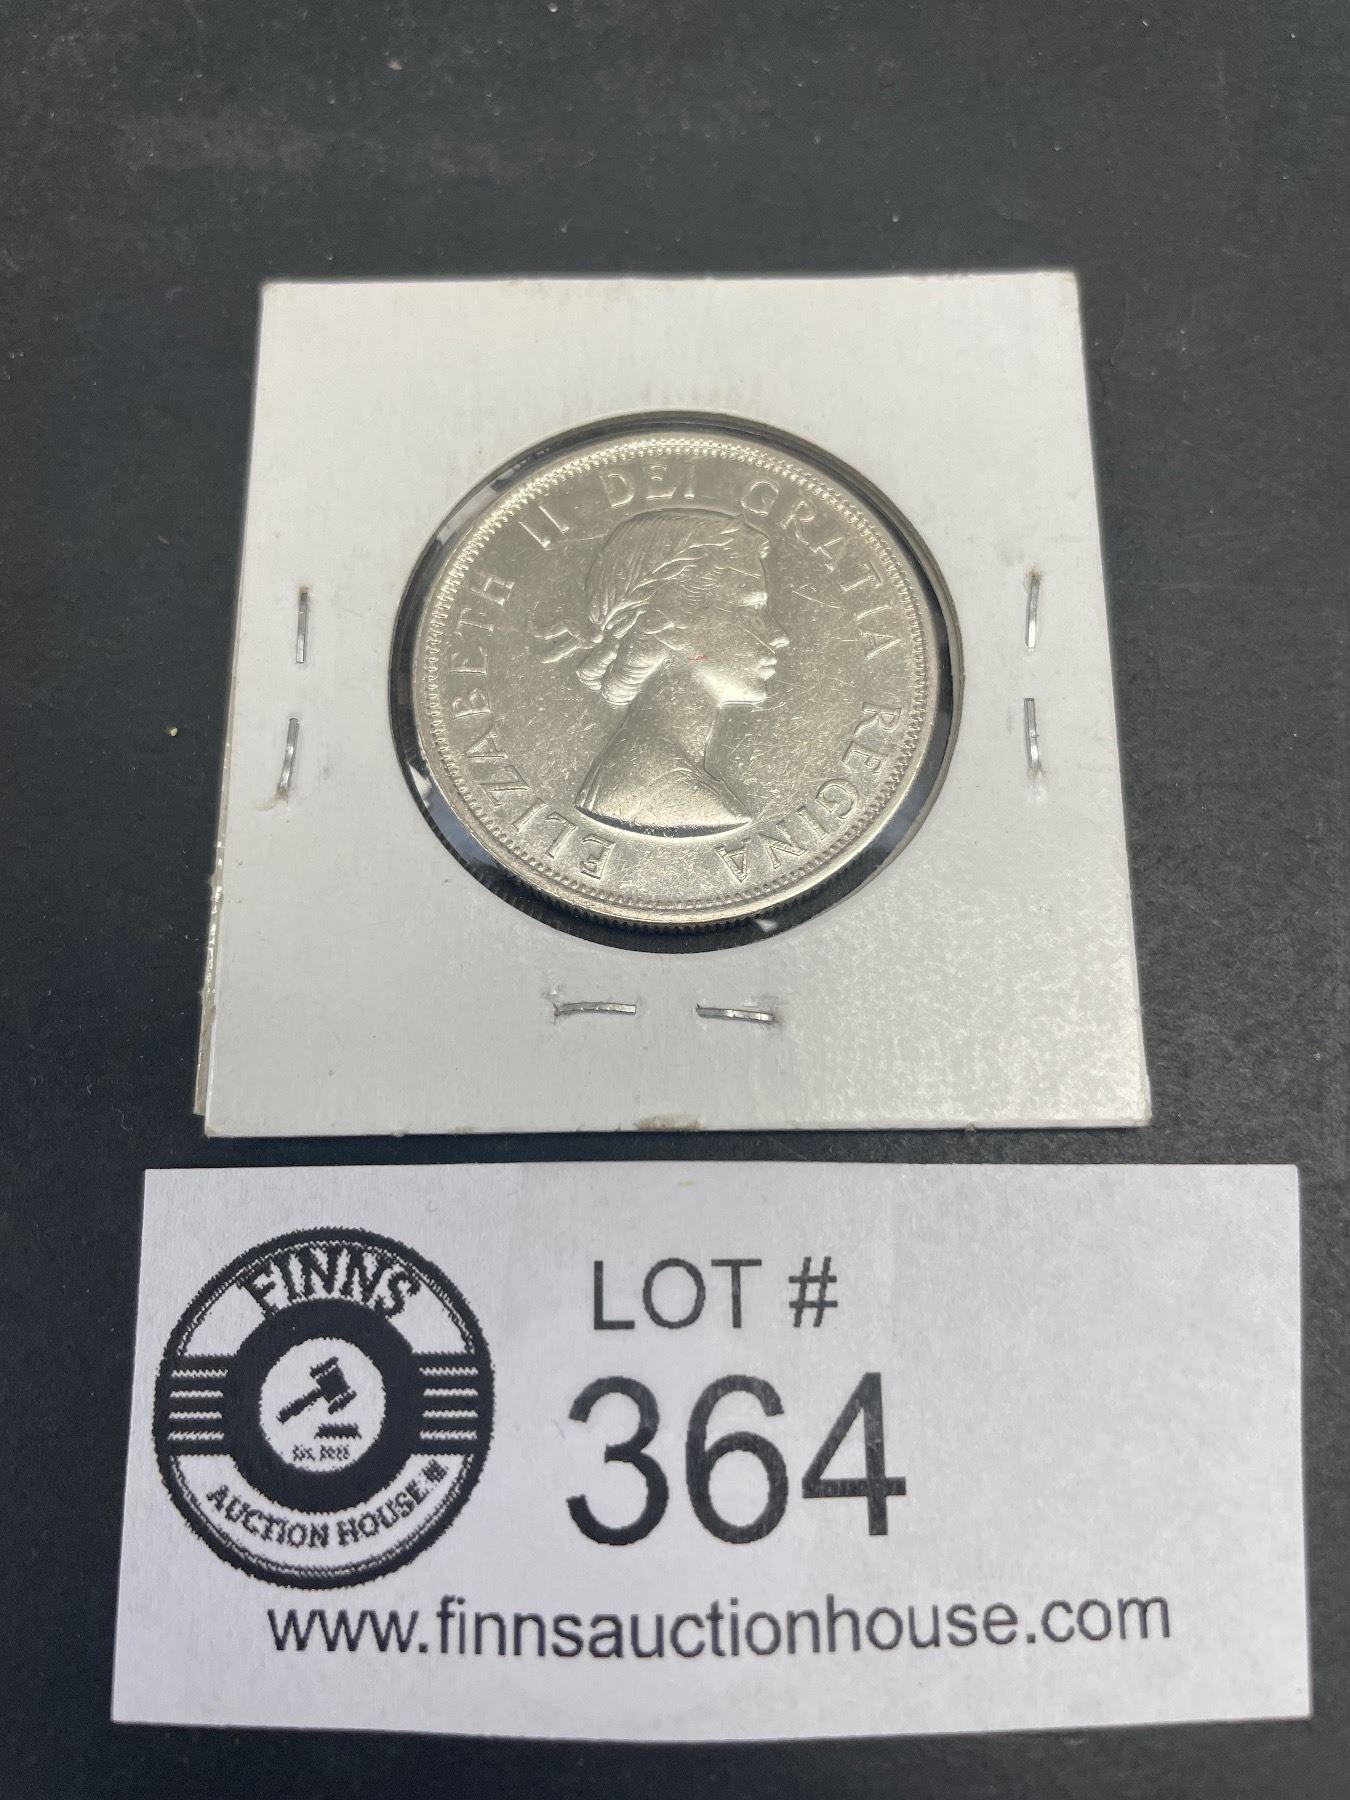 ELIZABETH II DEI GRATIA REGINA
FINNS
AUCTION HOUSE
LOT #
364
www.finnsauctionhouse.com